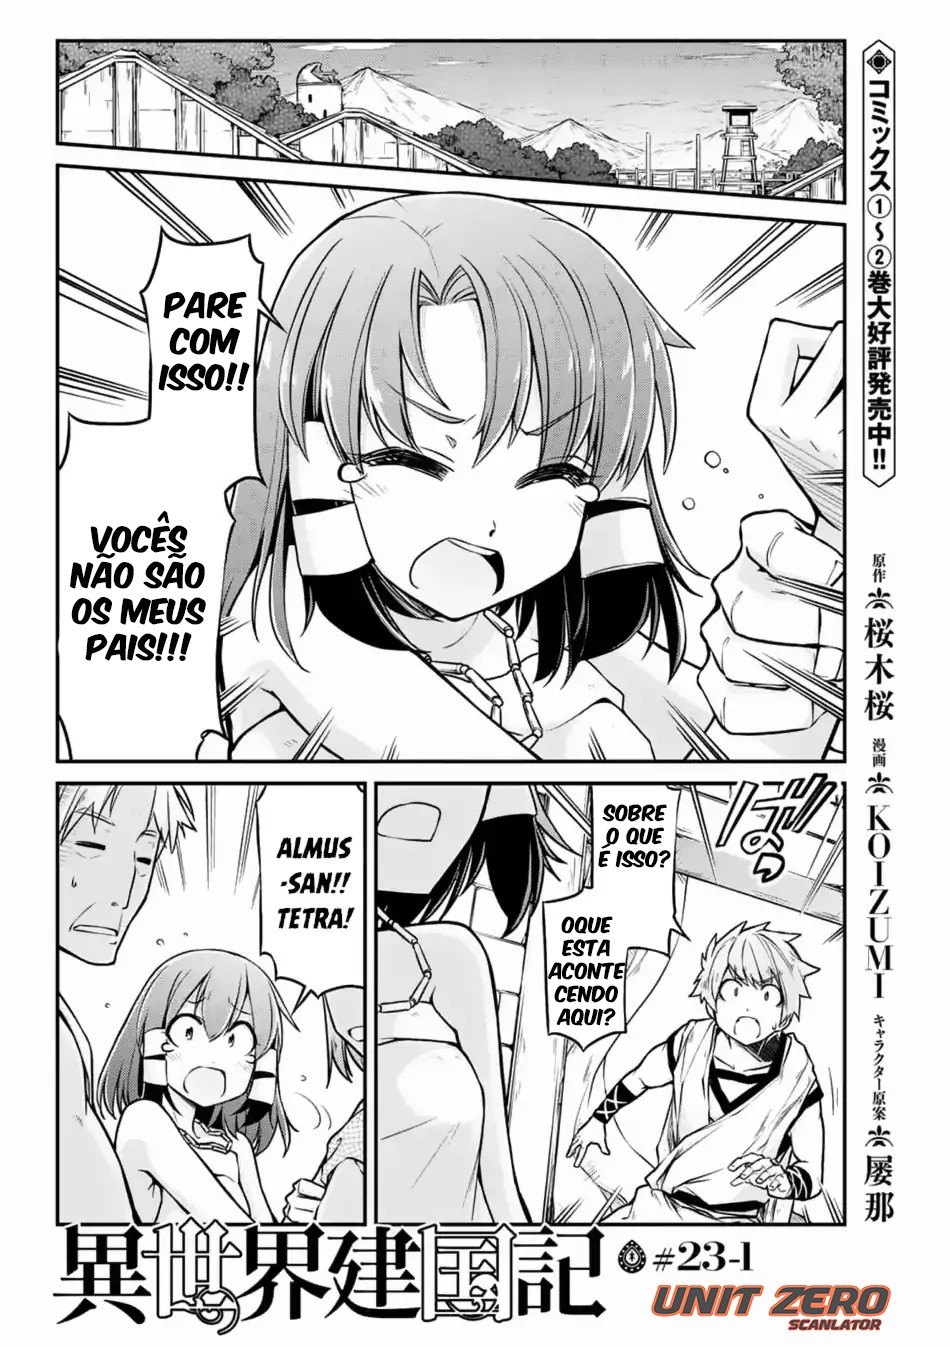 コミックス①～②巻大好評発売中!!
PARE
COM
ISSO!!
VOCÊS
NÃO SÃO
OS MEUS
PAIS!!!
原作 桜木桜 漫画 KOIZUMI キャラクター原案 屡那
SOBRE
O QUE
É ISSO?
OQUE
ESTA
ACONTE
CENDO
AQUI?
ALMUS
-SAN!!
TETRA!
異世界建国記 #23-1
UNIT ZERO
SCANLATOR